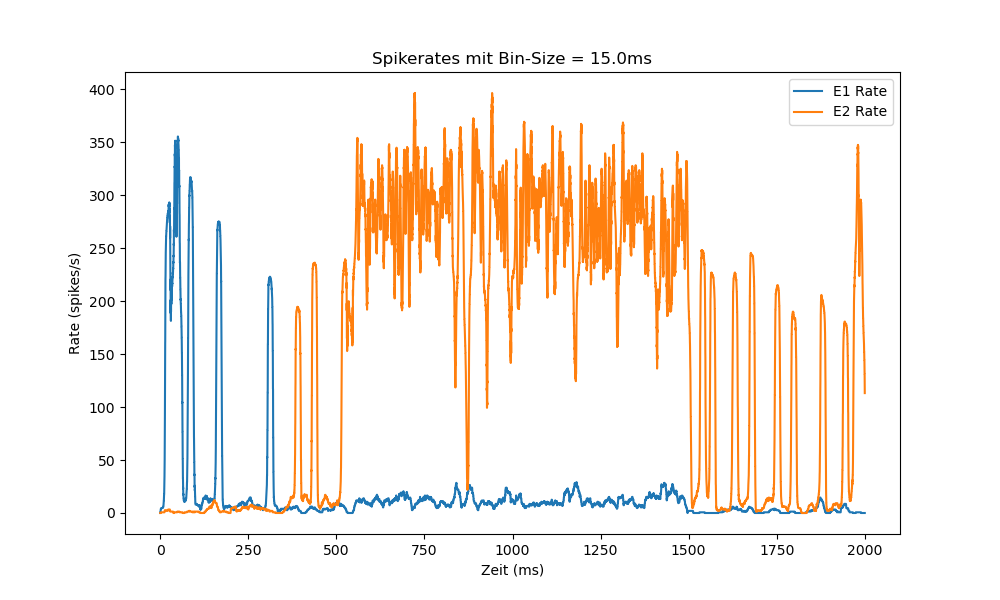 Spikerates mit Bin-Size = 15.0ms
E1 Rate
E2 Rate
Rate (spikes/s)
400
350
300
250
200
150
100
50
0
0 250 500 750 1000 1250 1500 1750 2000
Zeit (ms)